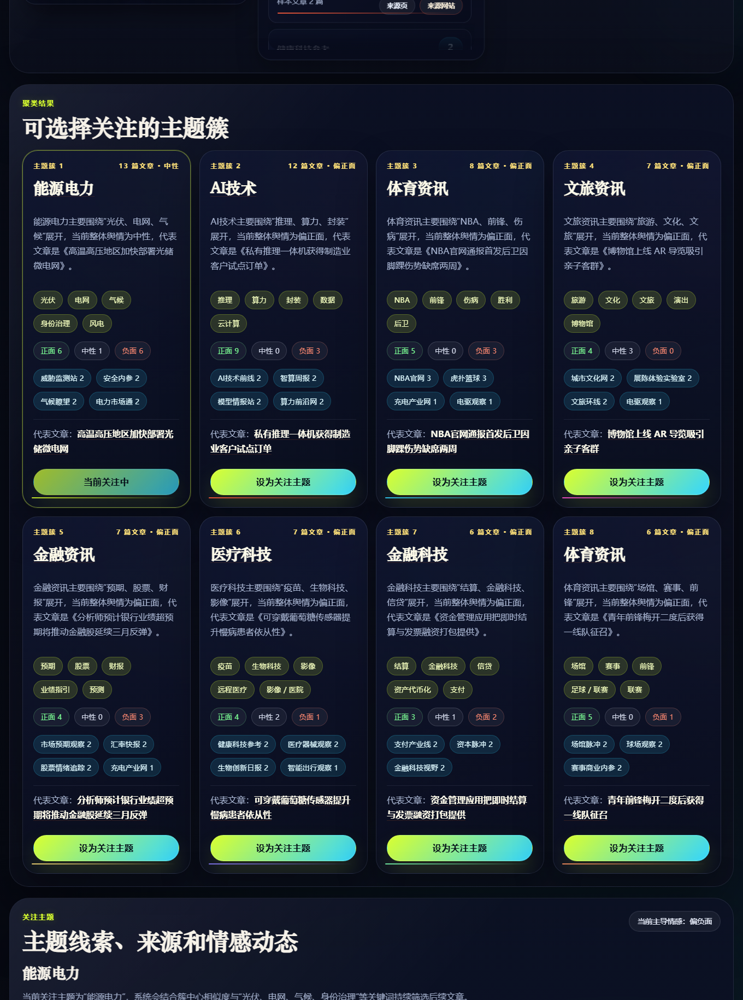 样本文章 2 篇
来源页
来源网站
健康科技参考
2
聚类结果
可选择关注的主题簇
主题簇 1
13 篇文章 • 中性
能源电力
能源电力主要围绕“光伏、电网、气
候”展开，当前整体舆情为中性，代表
文章是《高温高压地区加快部署光储
微电网》。
光伏
电网
气候
身份治理
风电
正面 6
中性 1
负面 6
威胁监测站 2
安全内参 2
气候瞭望 2
电力市场通 2
代表文章：高温高压地区加快部署光
储微电网
当前关注中
主题簇 2
12 篇文章 • 偏正面
AI技术
AI技术主要围绕“推理、算力、封装”
展开，当前整体舆情为偏正面，代表
文章是《私有推理一体机获得制造业
客户试点订单》。
推理
算力
封装
数据
云计算
正面 9
中性 0
负面 3
AI技术前线 2
智算周报 2
模型情报站 2
算力前沿网 2
代表文章：私有推理一体机获得制造
业客户试点订单
设为关注主题
主题簇 3
8 篇文章 • 偏正面
体育资讯
体育资讯主要围绕“NBA、前锋、伤
病”展开，当前整体舆情为偏正面，代
表文章是《NBA官网通报首发后卫因
脚踝伤势缺席两周》。
NBA
前锋
伤病
胜利
后卫
正面 5
中性 0
负面 3
NBA官网 3
虎扑篮球 3
充电产业网 1
电驱观察 1
代表文章：NBA官网通报首发后卫因
脚踝伤势缺席两周
设为关注主题
主题簇 4
7 篇文章 • 偏正面
文旅资讯
文旅资讯主要围绕“旅游、文化、文
旅”展开，当前整体舆情为偏正面，代
表文章是《博物馆上线 AR 导览吸引
亲子客群》。
旅游
文化
文旅
演出
博物馆
正面 4
中性 3
负面 0
城市文化网 2
展陈体验实验室 2
文旅环线 2
电驱观察 1
代表文章：博物馆上线 AR 导览吸引
亲子客群
设为关注主题
主题簇 5
7 篇文章 • 偏正面
金融资讯
金融资讯主要围绕“预期、股票、财
报”展开，当前整体舆情为偏正面，代
表文章是《分析师预计银行业绩超预
期将推动金融股延续三月反弹》。
预期
股票
财报
业绩指引
预测
正面 4
中性 0
负面 3
市场预期观察 2
汇率快报 2
股票情绪追踪 2
充电产业网 1
代表文章：分析师预计银行业绩超预
期将推动金融股延续三月反弹
设为关注主题
主题簇 6
7 篇文章 • 偏正面
医疗科技
医疗科技主要围绕“疫苗、生物科技、
影像”展开，当前整体舆情为偏正面，
代表文章是《可穿戴葡萄糖传感器提
升慢病患者依从性》。
疫苗
生物科技
影像
远程医疗
影像 / 医院
正面 4
中性 2
负面 1
健康科技参考 2
医疗器械观察 2
生物创新日报 2
智能出行观察 1
代表文章：可穿戴葡萄糖传感器提升
慢病患者依从性
设为关注主题
主题簇 7
6 篇文章 • 偏正面
金融科技
金融科技主要围绕“结算、金融科技、
信贷”展开，当前整体舆情为偏正面，
代表文章是《资金管理应用把即时结
算与发票融资打包提供》。
结算
金融科技
信贷
资产代币化
支付
正面 3
中性 1
负面 2
支付产业线 2
资本脉冲 2
金融科技视野 2
代表文章：资金管理应用把即时结算
与发票融资打包提供
设为关注主题
主题簇 8
6 篇文章 • 偏正面
体育资讯
体育资讯主要围绕“场馆、赛事、前
锋”展开，当前整体舆情为偏正面，代
表文章是《青年前锋梅开二度后获得
一线队征召》。
场馆
赛事
前锋
足球 / 联赛
联赛
正面 5
中性 0
负面 1
场馆脉冲 2
球场观察 2
赛事商业内参 2
代表文章：青年前锋梅开二度后获得
一线队征召
设为关注主题
关注主题
当前主导情感：偏负面
主题线索、来源和情感动态
能源电力
当前关注主题为“能源电力”，系统会结合簇中心相似度与“光伏、电网、气候、身份治理”等关键词持续筛选后续文章。